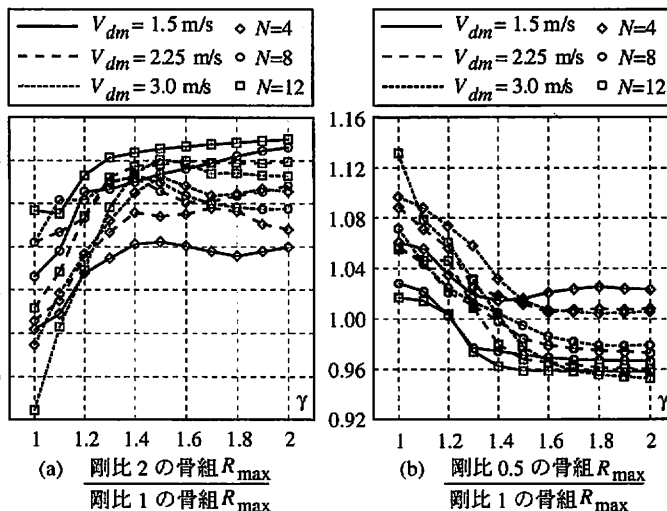 V_dm = 1.5 m/s ◇ N=4
V_dm = 2.25 m/s ○ N=8
V_dm = 3.0 m/s □ N=12
V_dm = 1.5 m/s ◇ N=4
V_dm = 2.25 m/s ○ N=8
V_dm = 3.0 m/s □ N=12
γ
1 1.2 1.4 1.6 1.8 2
1.16
1.12
1.08
1.04
1.00
0.96
0.92
γ
1 1.2 1.4 1.6 1.8 2
(a) 剛比 2 の骨組 R_max
剛比 1 の骨組 R_max
(b) 剛比 0.5 の骨組 R_max
剛比 1 の骨組 R_max